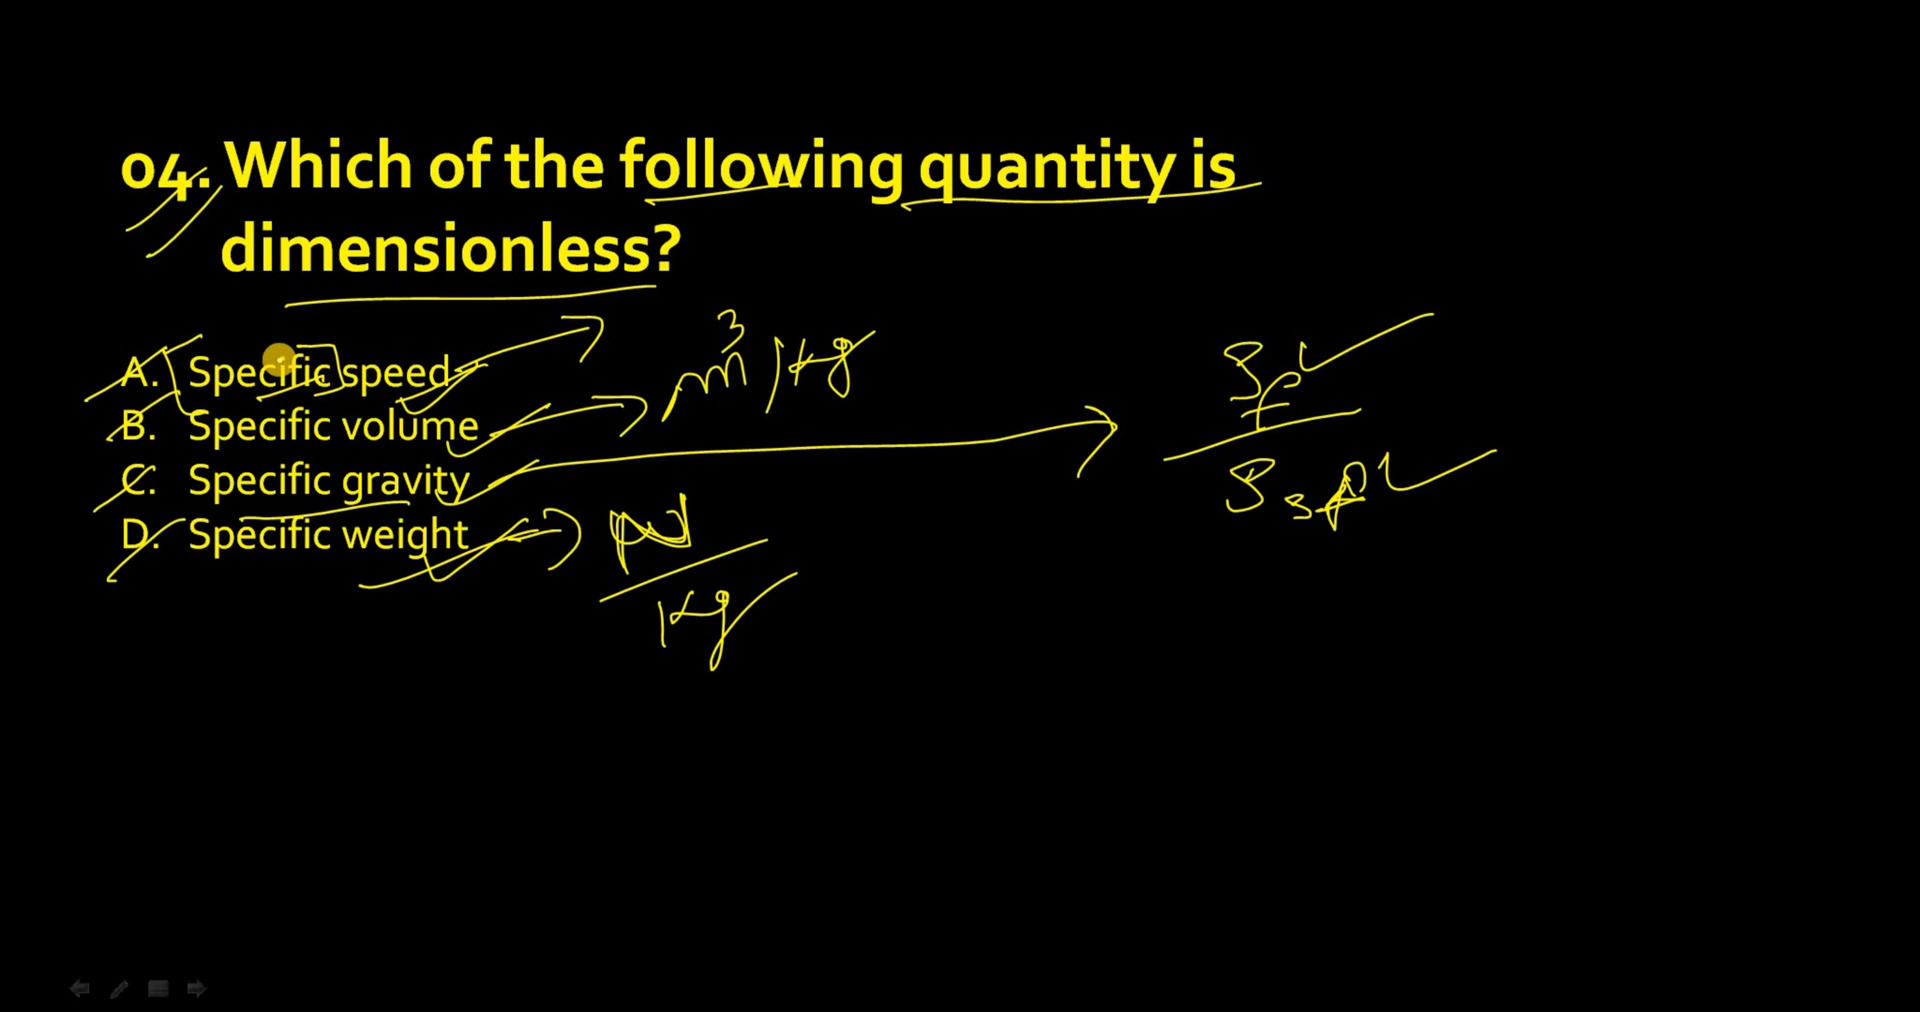 04. Which of the following quantity is
dimensionless?
A. Specific speed
B. Specific volume
C. Specific gravity
D. Specific weight
m³/kg
N
kg